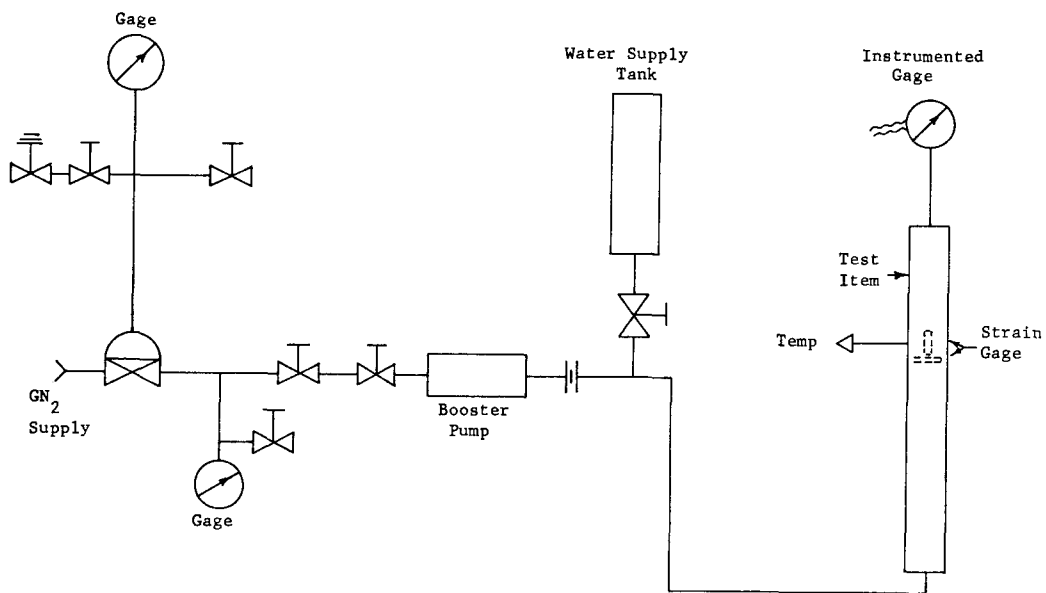 Gage
Water Supply
Tank
Instrumented
Gage
Test
Item
Temp
Strain
Gage
GN2
Supply
Booster
Pump
Gage